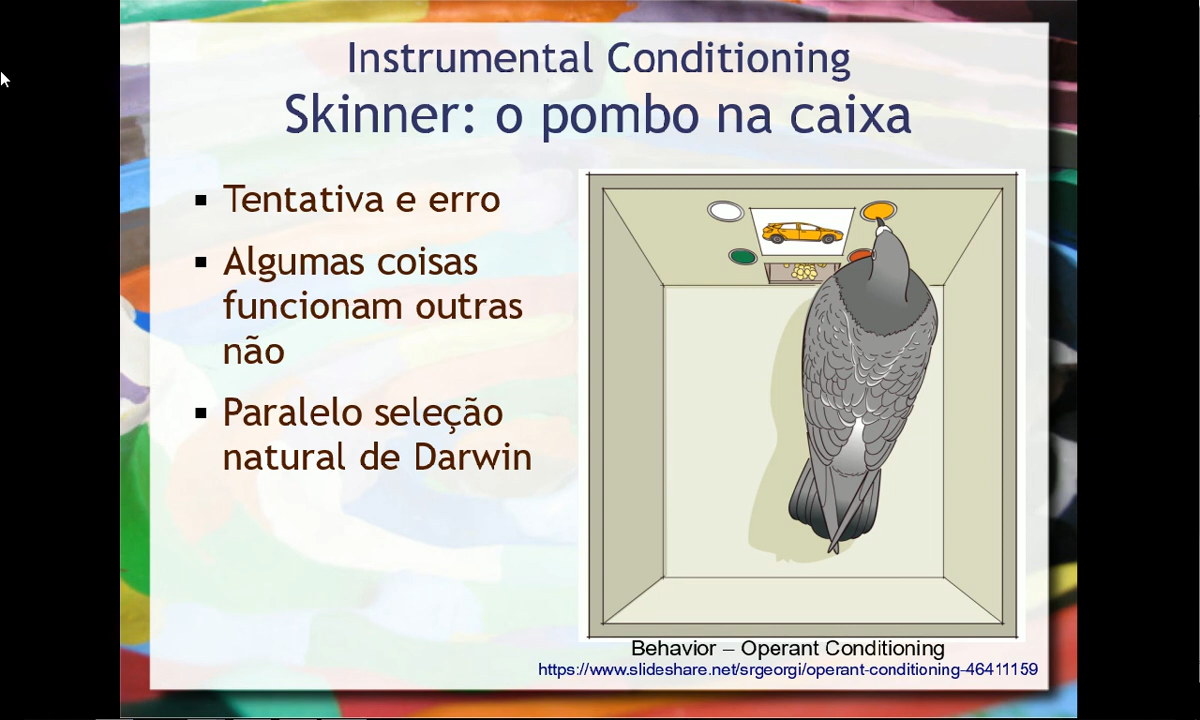 Instrumental Conditioning
Skinner: o pombo na caixa
▪ Tentativa e erro
▪ Algumas coisas
funcionam outras
não
▪ Paralelo seleção
natural de Darwin
Behavior – Operant Conditioning
https://www.slideshare.net/srgeorgi/operant-conditioning-46411159